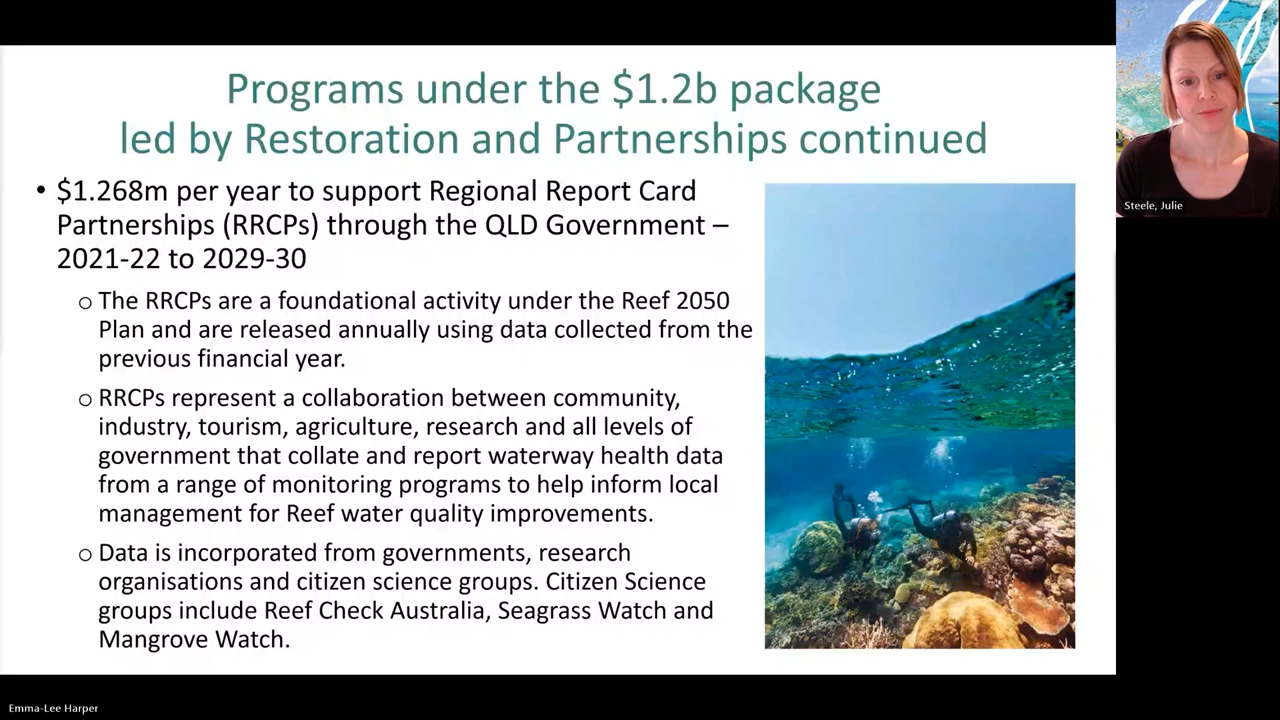 Programs under the $1.2b package
led by Restoration and Partnerships continued
• $1.268m per year to support Regional Report Card
Partnerships (RRCPs) through the QLD Government –
2021-22 to 2029-30
o The RRCPs are a foundational activity under the Reef 2050
Plan and are released annually using data collected from the
previous financial year.
o RRCPs represent a collaboration between community,
industry, tourism, agriculture, research and all levels of
government that collate and report waterway health data
from a range of monitoring programs to help inform local
management for Reef water quality improvements.
o Data is incorporated from governments, research
organisations and citizen science groups. Citizen Science
groups include Reef Check Australia, Seagrass Watch and
Mangrove Watch.
Steele, Julie
Emma-Lee Harper